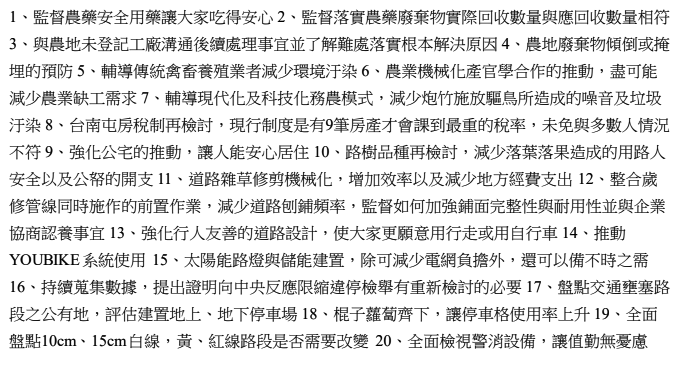 1、監督農藥安全用藥讓大家吃得安心 2、監督落實農藥廢棄物實際回收數量與應回收數量相符
3、與農地未登記工廠溝通後續處理事宜並了解難處落實根本解決原因 4、農地廢棄物傾倒或掩
埋的預防 5、輔導傳統禽畜養殖業者減少環境汙染 6、農業機械化產官學合作的推動，盡可能
減少農業缺工需求 7、輔導現代化及科技化務農模式，減少炮竹施放驅鳥所造成的噪音及垃圾
汙染 8、台南屯房稅制再檢討，現行制度是有9筆房產才會課到最重的稅率，未免與多數人情況
不符 9、強化公宅的推動，讓人能安心居住 10、路樹品種再檢討，減少落葉落果造成的用路人
安全以及公帑的開支 11、道路雜草修剪機械化，增加效率以及減少地方經費支出 12、整合歲
修管線同時施作的前置作業，減少道路刨鋪頻率，監督如何加強鋪面完整性與耐用性並與企業
協商認養事宜 13、強化行人友善的道路設計，使大家更願意用行走或用自行車 14、推動
YOUBIKE系統使用 15、太陽能路燈與儲能建置，除可減少電網負擔外，還可以備不時之需
16、持續蒐集數據，提出證明向中央反應限縮違停檢舉有重新檢討的必要 17、盤點交通壅塞路
段之公有地，評估建置地上、地下停車場 18、棍子蘿蔔齊下，讓停車格使用率上升 19、全面
盤點10cm、15cm白線，黃、紅線路段是否需要改變 20、全面檢視警消設備，讓值勤無憂慮